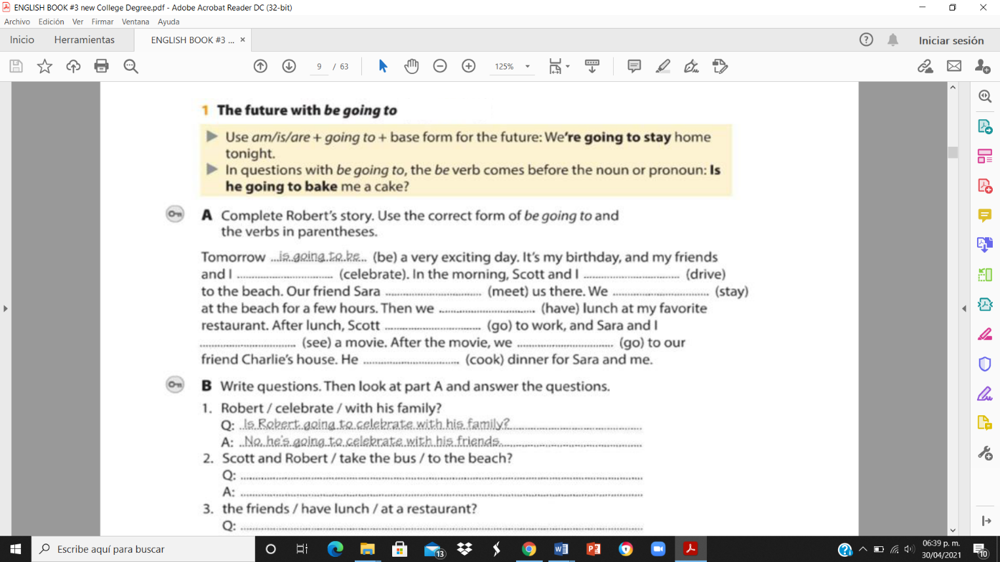 ENGLISH BOOK #3 new College Degree.pdf - Adobe Acrobat Reader DC (32-bit)
Archivo Edición Ver Firmar Ventana Ayuda
Inicio Herramientas ENGLISH BOOK #3 ... × Iniciar sesión
9 / 63 125%
1 The future with be going to
Use am/is/are + going to + base form for the future: We're going to stay home
tonight.
In questions with be going to, the be verb comes before the noun or pronoun: Is
he going to bake me a cake?
A Complete Robert's story. Use the correct form of be going to and
the verbs in parentheses.
Tomorrow is going to be (be) a very exciting day. It's my birthday, and my friends
and I (celebrate). In the morning, Scott and I (drive)
to the beach. Our friend Sara (meet) us there. We (stay)
at the beach for a few hours. Then we (have) lunch at my favorite
restaurant. After lunch, Scott (go) to work, and Sara and I
(see) a movie. After the movie, we (go) to our
friend Charlie's house. He (cook) dinner for Sara and me.
B Write questions. Then look at part A and answer the questions.
1. Robert / celebrate / with his family?
Q: Is Robert going to celebrate with his family?
A: No, he's going to celebrate with his friends.
2. Scott and Robert / take the bus / to the beach?
Q:
A:
3. the friends / have lunch / at a restaurant?
Q:
Escribe aquí para buscar
13
06:39 p. m.
30/04/2021
10